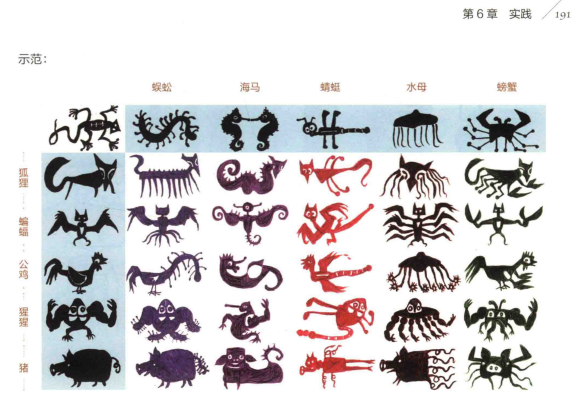 第6章 实践 191
示范：
蜈蚣 海马 蜻蜓 水母 螃蟹
狐狸
蝙蝠
公鸡
猩猩
猪